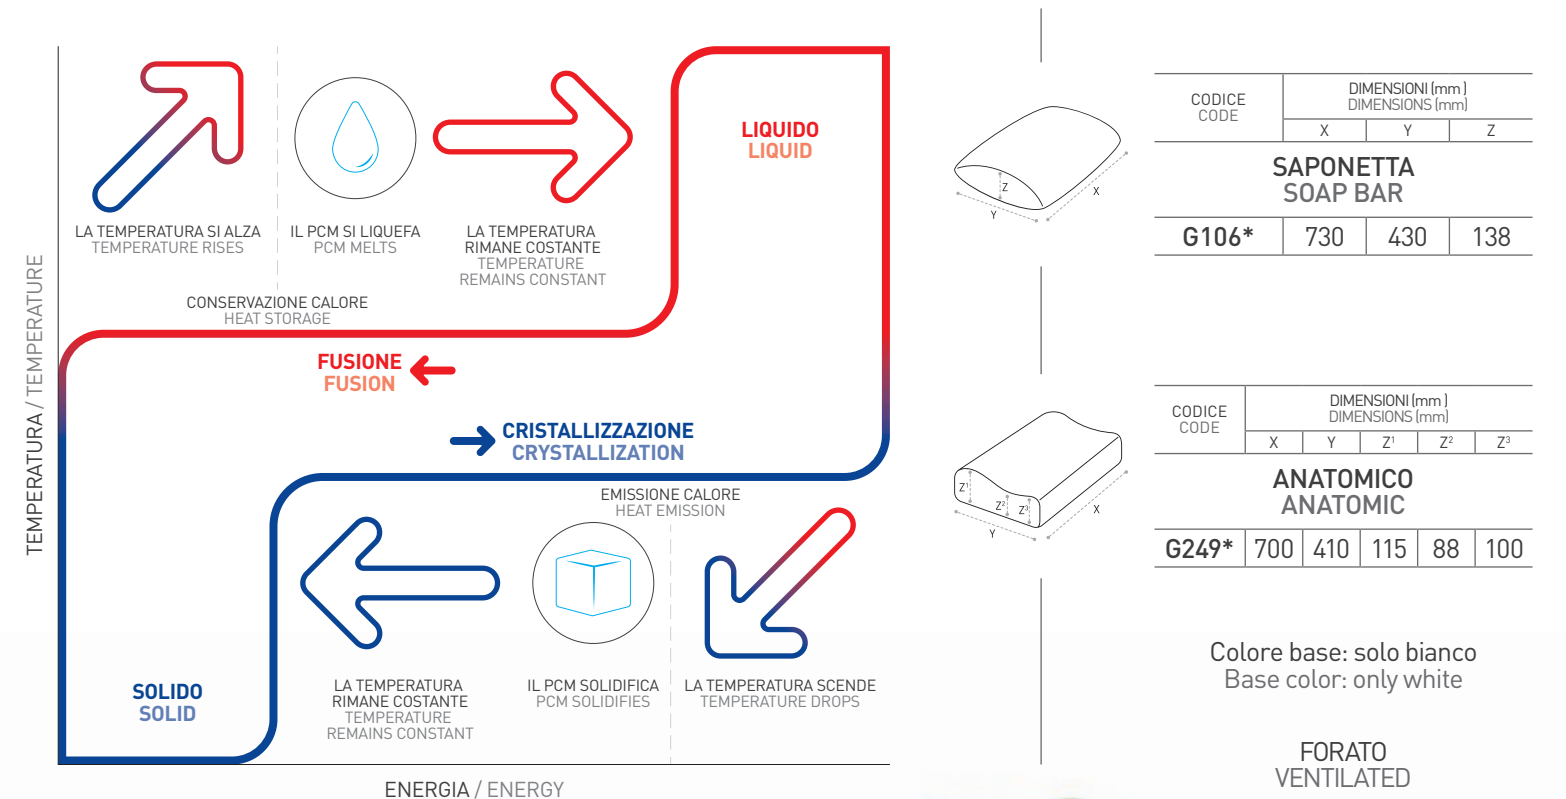 TEMPERATURA / TEMPERATURE
LA TEMPERATURA SI ALZA
TEMPERATURE RISES
IL PCM SI LIQUEFA
PCM MELTS
LA TEMPERATURA
RIMANE COSTANTE
TEMPERATURE
REMAINS CONSTANT
LIQUIDO
LIQUID
CONSERVAZIONE CALORE
HEAT STORAGE
FUSIONE
FUSION
CRISTALLIZZAZIONE
CRYSTALLIZATION
EMISSIONE CALORE
HEAT EMISSION
SOLIDO
SOLID
LA TEMPERATURA
RIMANE COSTANTE
TEMPERATURE
REMAINS CONSTANT
IL PCM SOLIDIFICA
PCM SOLIDIFIES
LA TEMPERATURA SCENDE
TEMPERATURE DROPS
ENERGIA / ENERGY
Z
Y
X
CODICE
CODE
DIMENSIONI (mm )
DIMENSIONS (mm)
X Y Z
SAPONETTA
SOAP BAR
G106* 730 430 138
Z¹
Z²
Z³
Y
X
CODICE
CODE
DIMENSIONI (mm )
DIMENSIONS (mm)
X Y Z¹ Z² Z³
ANATOMICO
ANATOMIC
G249* 700 410 115 88 100
Colore base: solo bianco
Base color: only white
FORATO
VENTILATED